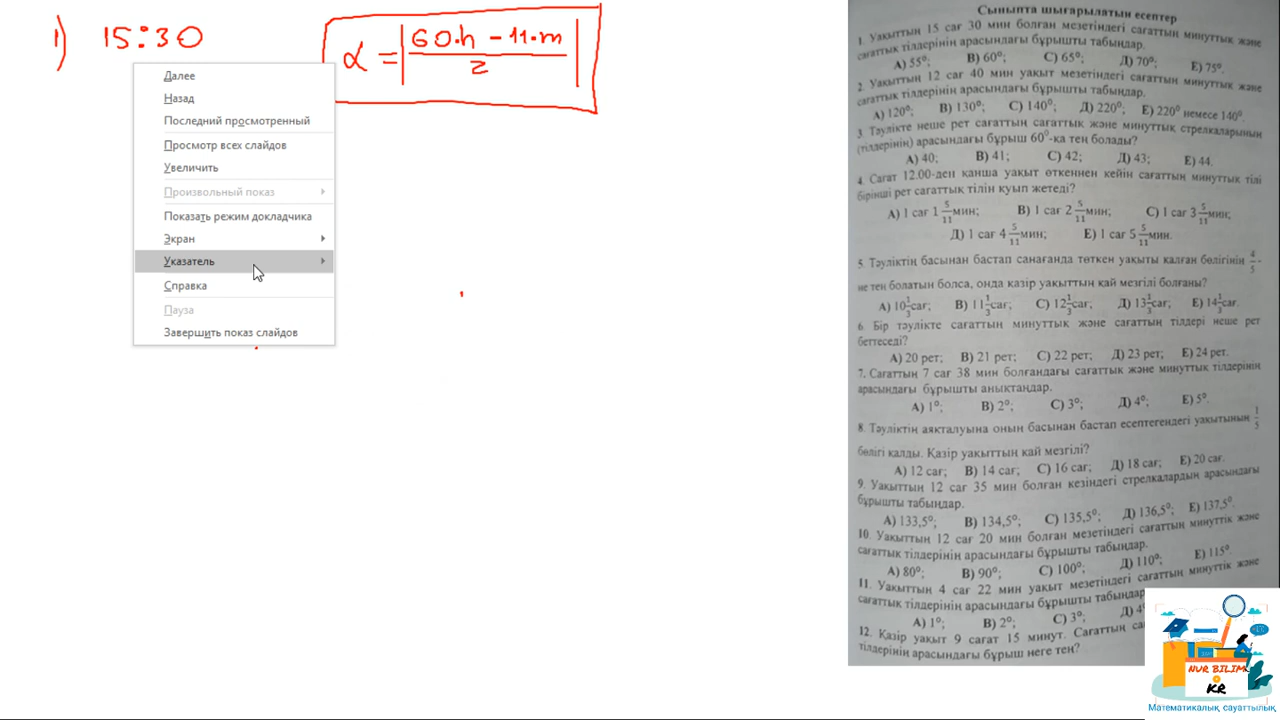 1) 15:30
α = |60·h − 11·m / 2|
Далее
Назад
Последний просмотренный
Просмотр всех слайдов
Увеличить
Произвольный показ
Показать режим докладчика
Экран
Указатель
Справка
Пауза
Завершить показ слайдов
Сыныпта шығарылатын есептер
1. Уақыттың 15 сағ 30 мин болған мезетіндегі сағаттың минуттық және
сағаттық тілдерінің арасындағы бұрышты табыңдар.
A) 55°; B) 60°; C) 65°; Д) 70°; E) 75°.
2. Уақыттың 12 сағ 40 мин уақыт мезетіндегі сағаттың минуттық және
сағаттық тілдерінің арасындағы бұрышты табыңдар.
A) 120°; B) 130°; C) 140°; Д) 220°; E) 220° немесе 140°
3. Тәулікте неше рет сағаттың сағаттық және минуттық стрелкаларының
(тілдерінің) арасындағы бұрыш 60°-қа тең болады?
A) 40; B) 41; C) 42; Д) 43; E) 44.
4. Сағат 12.00-ден қанша уақыт өткеннен кейін сағаттың минуттық тілі
бірінші рет сағаттық тілін қуып жетеді?
A) 1 сағ 1 5/11 мин; B) 1 сағ 2 5/11 мин; C) 1 сағ 3 5/11 мин;
Д) 1 сағ 4 5/11 мин; E) 1 сағ 5 5/11 мин.
5. Тәуліктің басынан бастап санағанда өткен уақыты қалған бөлігінің 4/5-
не тең болатын болса, онда қазір уақыттың қай мезгілі болғаны?
A) 10 1/3 сағ; B) 11 1/3 сағ; C) 12 1/3 сағ; Д) 13 1/3 сағ; E) 14 1/3 сағ.
6. Бір тәулікте сағаттың минуттық және сағаттық тілдері неше рет
беттеседі?
A) 20 рет; B) 21 рет; C) 22 рет; Д) 23 рет; E) 24 рет.
7. Сағаттың 7 сағ 38 мин болғандағы сағаттық және минуттық тілдерінің
арасындағы бұрышты анықтаңдар.
A) 1°; B) 2°; C) 3°; Д) 4°; E) 5°.
8. Тәуліктің аяқталуына оның басынан бастап есептегендегі уақытының 1/5
бөлігі қалды. Қазір уақыттың қай мезгілі?
A) 12 сағ; B) 14 сағ; C) 16 сағ; Д) 18 сағ; E) 20 сағ.
9. Уақыттың 12 сағ 35 мин болған кезіндегі стрелкалардың арасындағы
бұрышты табыңдар.
A) 133,5°; B) 134,5°; C) 135,5°; Д) 136,5°; E) 137,5°.
10. Уақыттың 12 сағ 20 мин болған мезетіндегі сағаттың минуттік және
сағаттық тілдерінің арасындағы бұрышты табыңдар.
A) 80°; B) 90°; C) 100°; Д) 110°; E) 115°.
11. Уақыттың 4 сағ 22 мин уақыт мезетіндегі сағаттың минуттық және
сағаттық тілдерінің арасындағы бұрышты табыңдар
A) 1°; B) 2°; C) 3°; Д) 4°
12. Қазір уақыт 9 сағат 15 минут. Сағаттың
тілдерінің арасындағы бұрыш неге тең?
NUR BILIM
KR
Математикалық сауаттылық